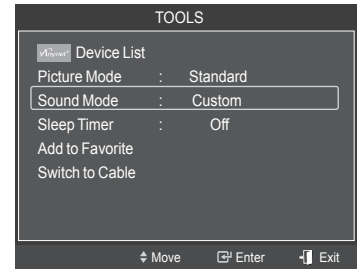 TOOLS
Anynet+ Device List
Picture Mode : Standard
Sound Mode : Custom
Sleep Timer : Off
Add to Favorite
Switch to Cable
Move Enter Exit